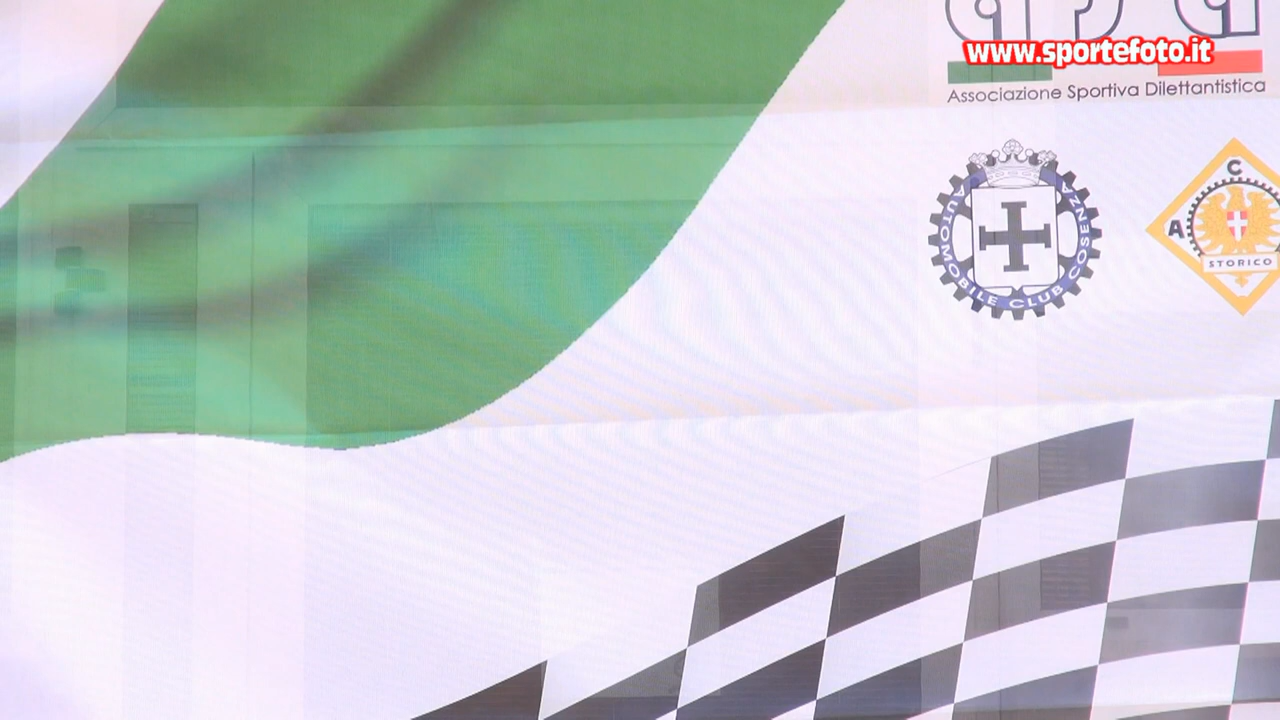 www.sportefoto.it
Associazione Sportiva Dilettantistica
AUTOMOBILE CLUB COSENZA
A C
STORICO